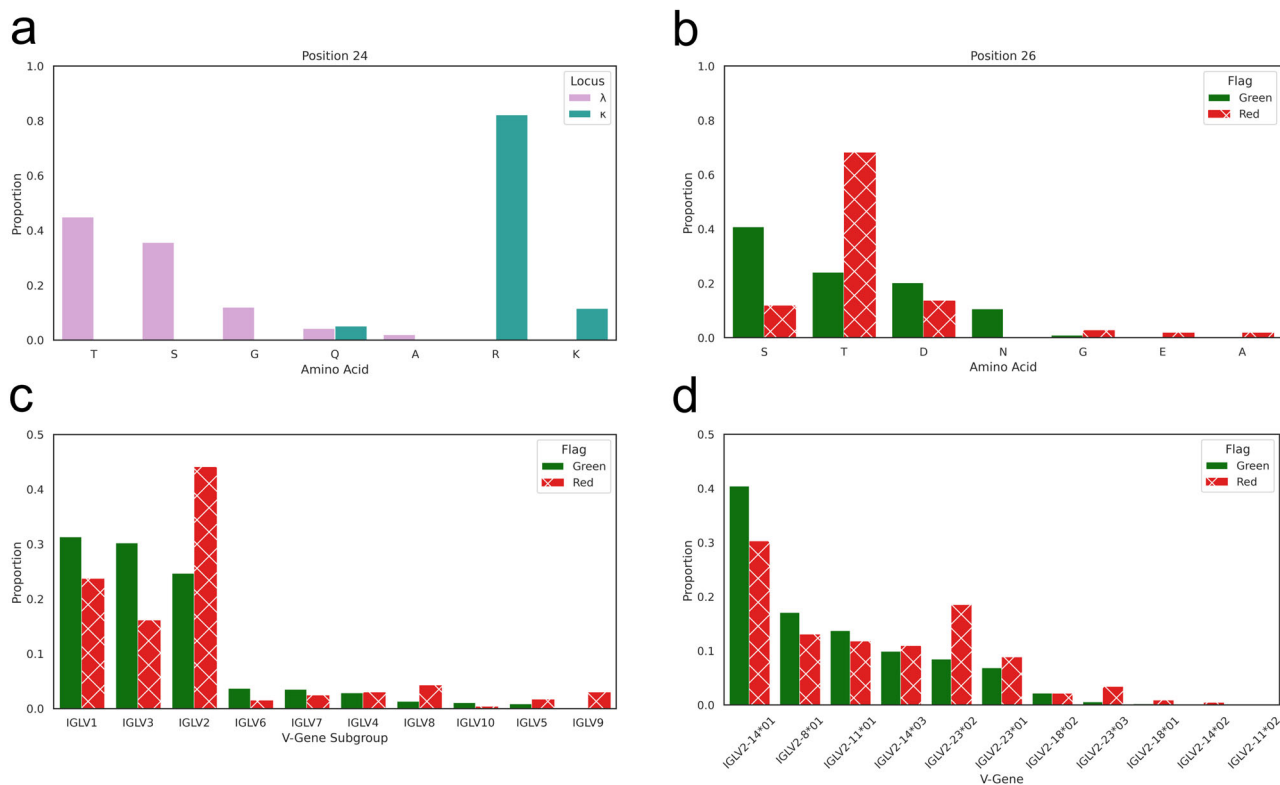 a
Position 24
1.0
0.8
0.6
0.4
0.2
0.0
Proportion
Locus
λ
κ
T S G Q A R K
Amino Acid
b
Position 26
1.0
0.8
0.6
0.4
0.2
0.0
Proportion
Flag
Green
Red
S T D N G E A
Amino Acid
c
0.5
0.4
0.3
0.2
0.1
0.0
Proportion
Flag
Green
Red
IGLV1 IGLV3 IGLV2 IGLV6 IGLV7 IGLV4 IGLV8 IGLV10 IGLV5 IGLV9
V-Gene Subgroup
d
0.5
0.4
0.3
0.2
0.1
0.0
Proportion
Flag
Green
Red
IGLV2-14*01 IGLV2-8*01 IGLV2-11*01 IGLV2-14*03 IGLV2-23*02 IGLV2-23*01 IGLV2-18*02 IGLV2-23*03 IGLV2-18*01 IGLV2-14*02 IGLV2-11*02
V-Gene